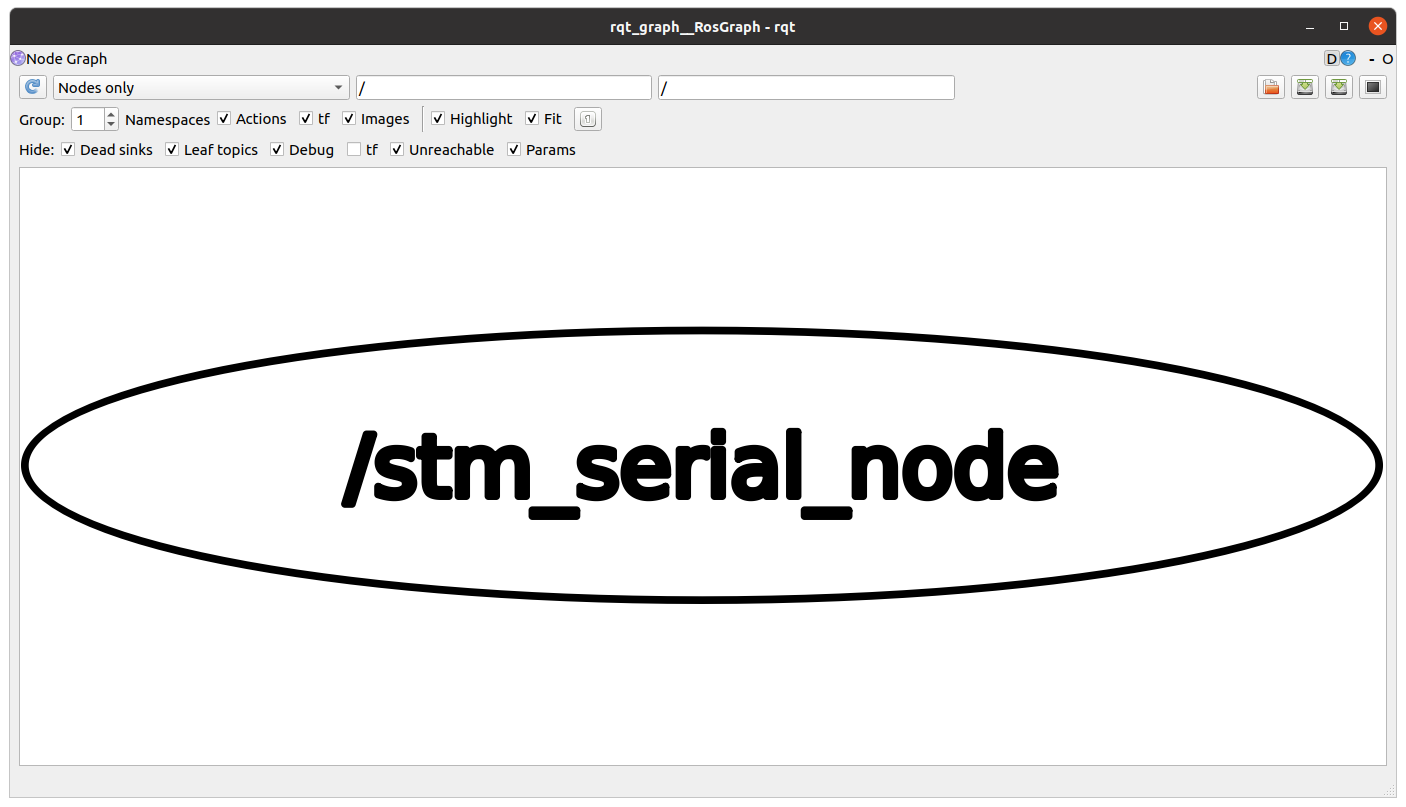 rqt_graph__RosGraph - rqt
Node Graph D ? - O
Nodes only / /
Group: 1 Namespaces Actions tf Images Highlight Fit
Hide: Dead sinks Leaf topics Debug tf Unreachable Params
/stm_serial_node